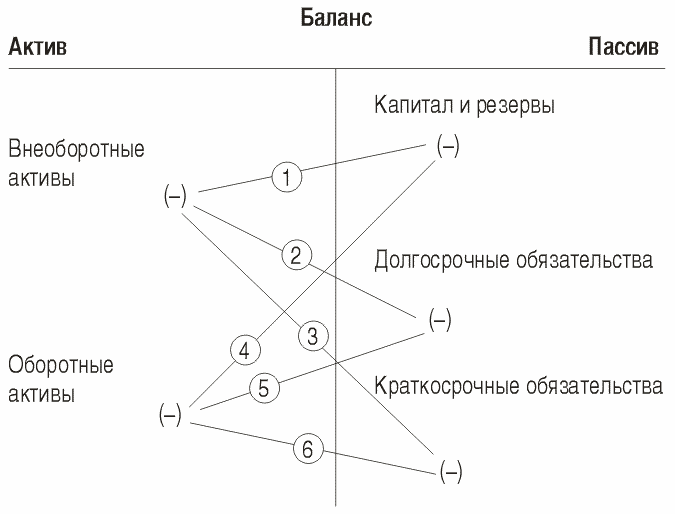 Баланс
Актив
Пассив
Капитал и резервы
(–)
Внеоборотные
активы
(–)
1
2
Долгосрочные обязательства
(–)
3
4
Оборотные
активы
(–)
5
Краткосрочные обязательства
6
(–)